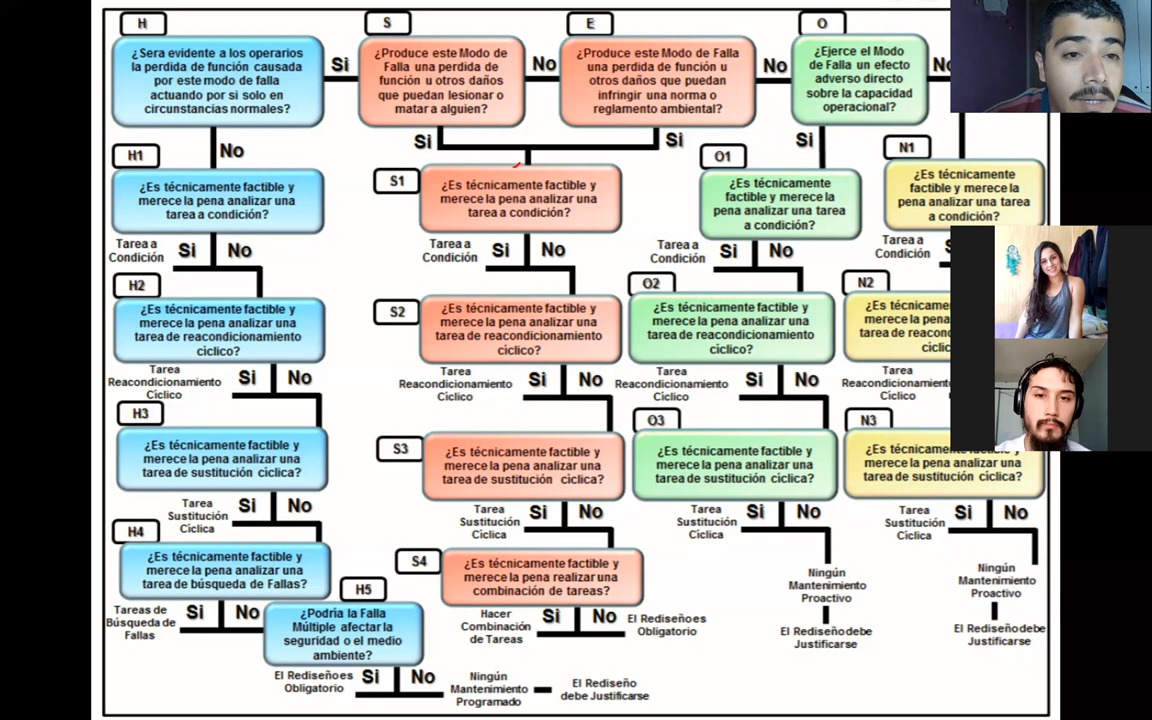 H
¿Sera evidente a los operarios
la perdida de función causada
por este modo de falla
actuando por si solo en
circunstancias normales?
Si
S
¿Produce este Modo de
Falla una perdida de
función u otros daños
que puedan lesionar o
matar a alguien?
No
E
¿Produce este Modo de Falla
una perdida de función u
otros daños que puedan
infringir una norma o
reglamento ambiental?
No
O
¿Ejerce el Modo
de Falla un efecto
adverso directo
sobre la capacidad
operacional?
No
Si
Si
Si
H1
¿Es técnicamente factible y
merece la pena analizar una
tarea a condición?
Tarea a
Condición
Si
No
H2
¿Es técnicamente factible y
merece la pena analizar una
tarea de reacondicionamiento
cíclico?
Tarea
Reacondicionamiento
Cíclico
Si
No
H3
¿Es técnicamente factible y
merece la pena analizar una
tarea de sustitución cíclica?
Tarea
Sustitución
Cíclica
Si
No
H4
¿Es técnicamente factible y
merece la pena analizar una
tarea de búsqueda de Fallas?
Tareas de
Búsqueda de
Fallas
Si
No
H5
¿Podría la Falla
Múltiple afectar la
seguridad o el medio
ambiente?
El Rediseño es
Obligatorio
Si
No
Ningún
Mantenimiento
Programado
El Rediseño
debe Justificarse
S1
¿Es técnicamente factible y
merece la pena analizar una
tarea a condición?
Tarea a
Condición
Si
No
S2
¿Es técnicamente factible y
merece la pena analizar una
tarea de reacondicionamiento
cíclico?
Tarea
Reacondicionamiento
Cíclico
Si
No
S3
¿Es técnicamente factible y
merece la pena analizar una
tarea de sustitución cíclica?
Tarea
Sustitución
Cíclica
Si
No
S4
¿Es técnicamente factible y
merece la pena realizar una
combinación de tareas?
Hacer
Combinación
de Tareas
Si
No
El Rediseño es
Obligatorio
O1
¿Es técnicamente
factible y merece la
pena analizar una tarea
a condición?
Tarea a
Condición
Si
No
O2
¿Es técnicamente factible y
merece la pena analizar una
tarea de reacondicionamiento
cíclico?
Tarea
Reacondicionamiento
Cíclico
Si
No
O3
¿Es técnicamente factible y
merece la pena analizar una
tarea de sustitución cíclica?
Tarea
Sustitución
Cíclica
Si
No
Ningún
Mantenimiento
Proactivo
El Rediseño debe
Justificarse
N1
¿Es técnicamente
factible y merece la
pena analizar una tarea
a condición?
Tarea a
Condición
N2
¿Es técnicamente
merece la pena
tarea de
Tarea
Reacondicionamiento
Cíclico
N3
merece la pena analizar una
tarea de sustitución cíclica?
Tarea
Sustitución
Cíclica
Si
No
Ningún
Mantenimiento
Proactivo
El Rediseño debe
Justificarse